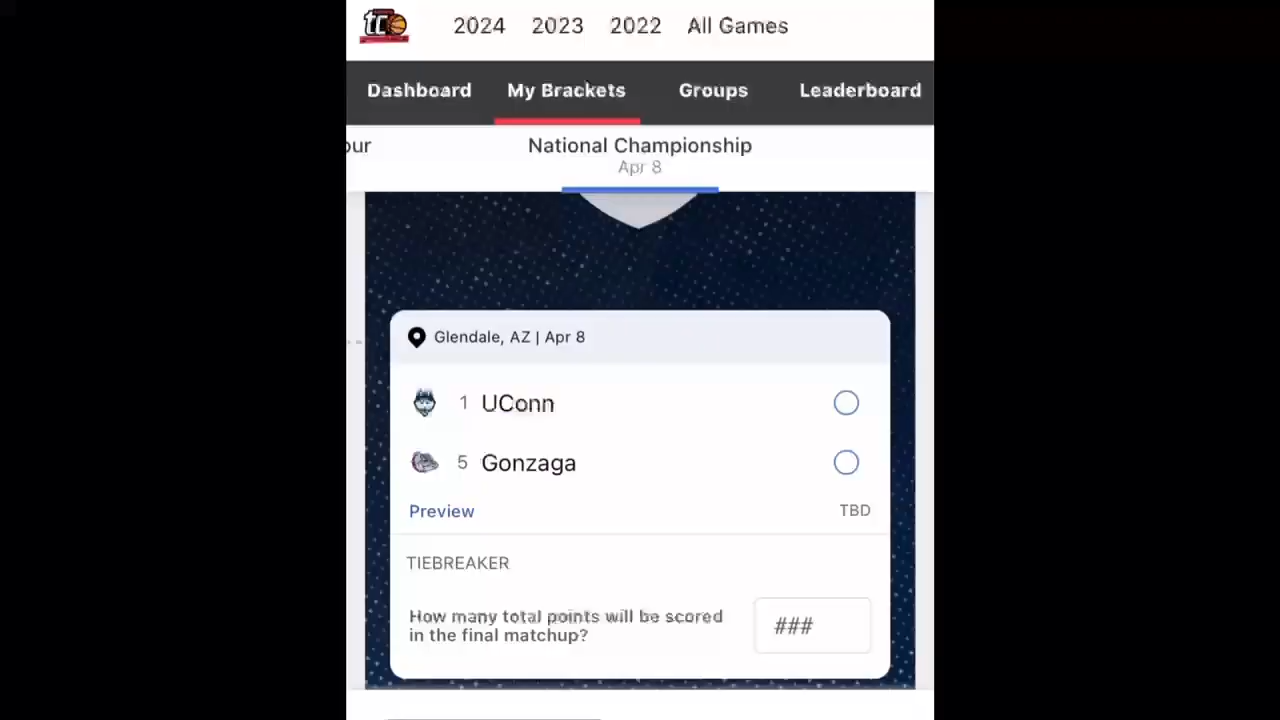 tc
2024 2023 2022 All Games
Dashboard My Brackets Groups Leaderboard
our National Championship
Apr 8
Glendale, AZ | Apr 8
1 UConn
5 Gonzaga
Preview TBD
TIEBREAKER
How many total points will be scored
in the final matchup?
###